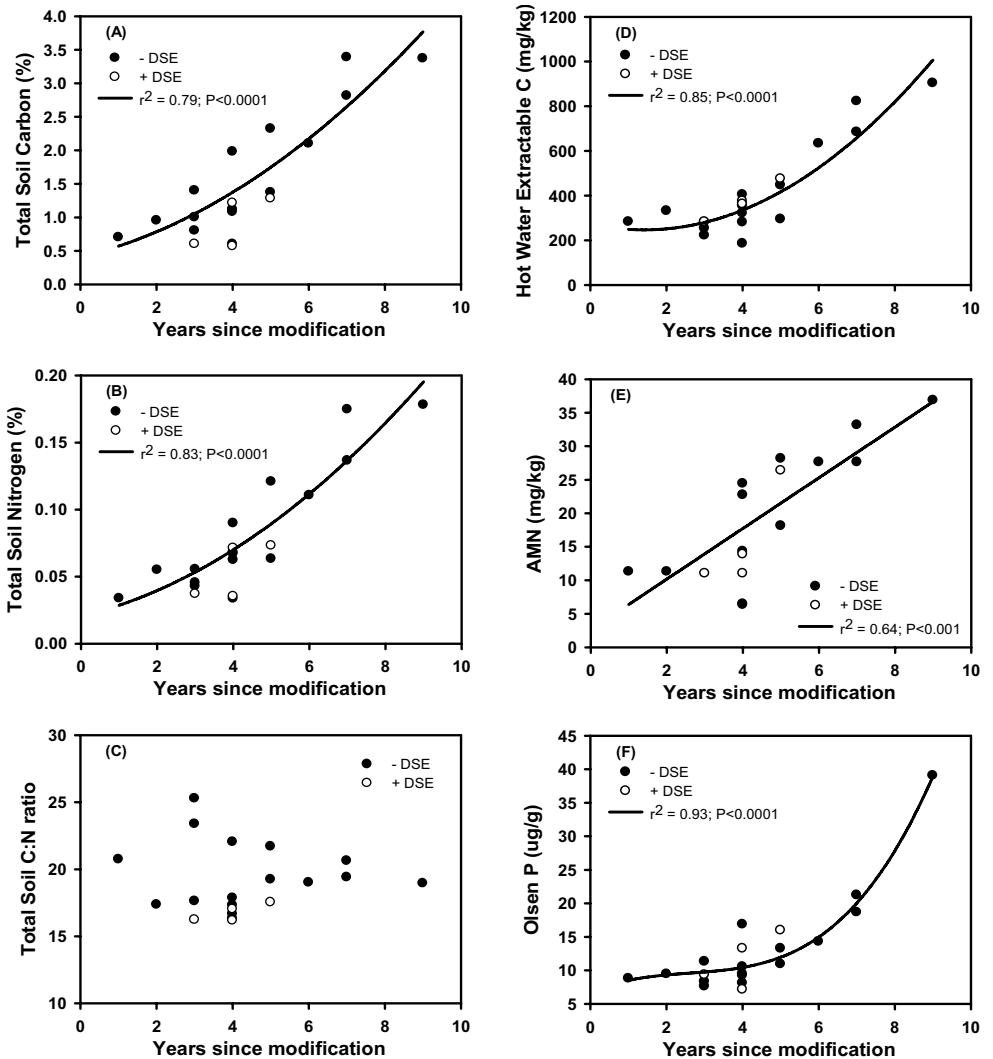 (A)
- DSE
+ DSE
r2 = 0.79; P<0.0001
Total Soil Carbon (%)
4.0
3.5
3.0
2.5
2.0
1.5
1.0
0.5
0.0
0 2 4 6 8 10
Years since modification
(D)
- DSE
+ DSE
r2 = 0.85; P<0.0001
Hot Water Extractable C (mg/kg)
1200
1000
800
600
400
200
0
0 2 4 6 8 10
Years since modification
(B)
- DSE
+ DSE
r2 = 0.83; P<0.0001
Total Soil Nitrogen (%)
0.20
0.15
0.10
0.05
0.00
0 2 4 6 8 10
Years since modification
(E)
- DSE
+ DSE
r2 = 0.64; P<0.001
AMN (mg/kg)
40
35
30
25
20
15
10
5
0
0 2 4 6 8 10
Years since modification
(C)
- DSE
+ DSE
Total Soil C:N ratio
30
25
20
15
10
0 2 4 6 8 10
Years since modification
(F)
- DSE
+ DSE
r2 = 0.93; P<0.0001
Olsen P (ug/g)
45
40
35
30
25
20
15
10
5
0 2 4 6 8 10
Years since modification